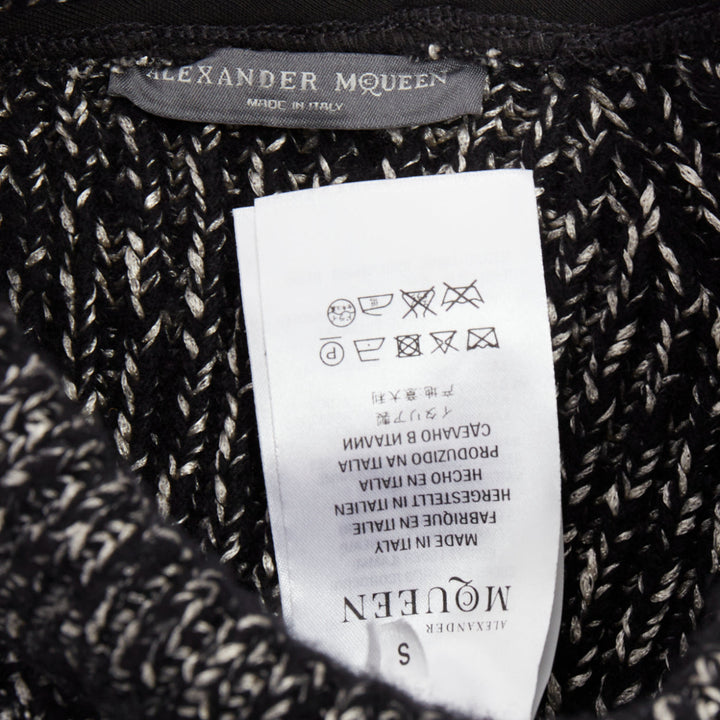 ALEXANDER MCQUEEN
MADE IN ITALY
S
ALEXANDER
MCQUEEN
MADE IN ITALY
FABRIQUE EN ITALIE
HERGESTELLT IN ITALIEN
HECHO EN ITALIA
PRODUZIDO NA ITALIA
СДЕЛАНО В ИТАЛИИ
イタリア製
产地:意大利
P